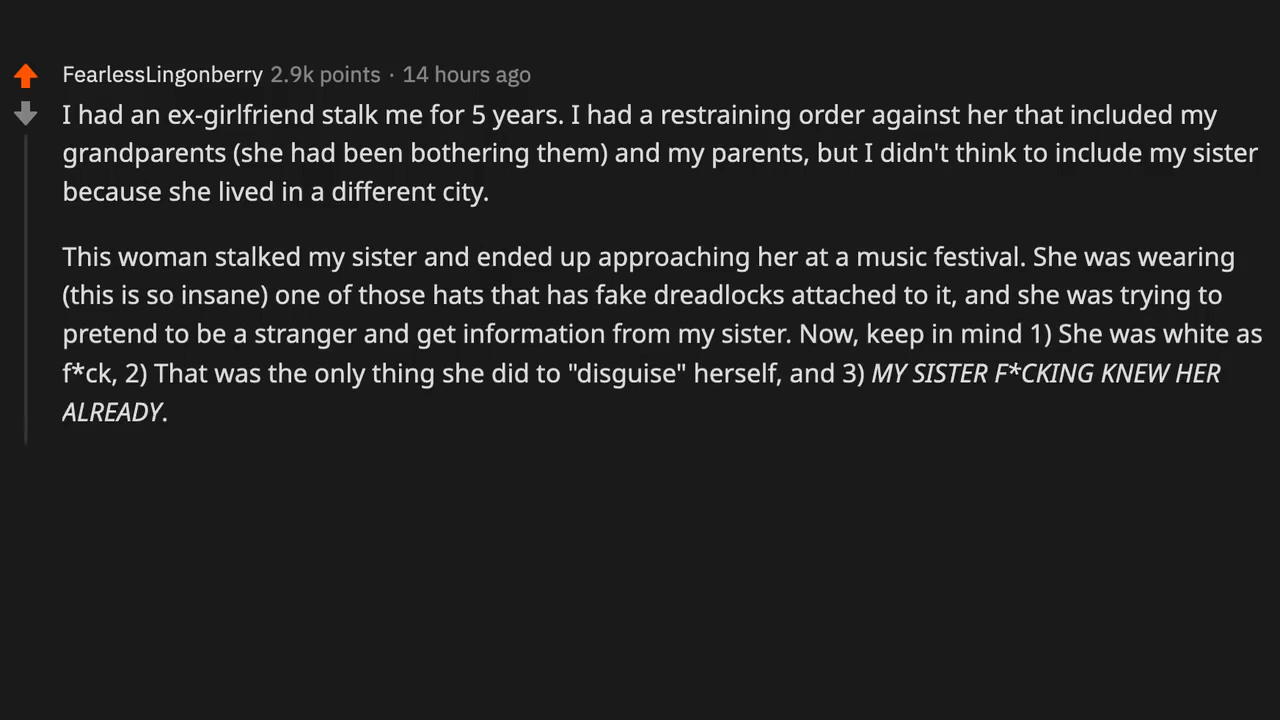 FearlessLingonberry 2.9k points · 14 hours ago
I had an ex-girlfriend stalk me for 5 years. I had a restraining order against her that included my
grandparents (she had been bothering them) and my parents, but I didn't think to include my sister
because she lived in a different city.
This woman stalked my sister and ended up approaching her at a music festival. She was wearing
(this is so insane) one of those hats that has fake dreadlocks attached to it, and she was trying to
pretend to be a stranger and get information from my sister. Now, keep in mind 1) She was white as
f*ck, 2) That was the only thing she did to "disguise" herself, and 3) MY SISTER F*CKING KNEW HER
ALREADY.